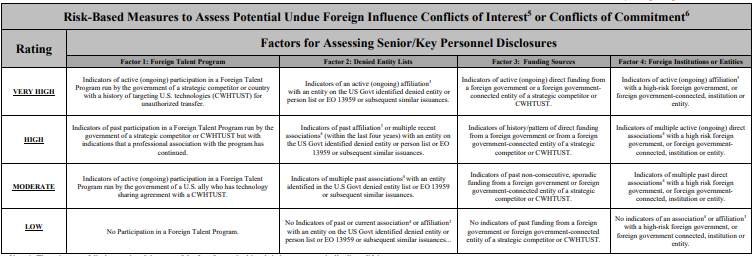 Risk-Based Measures to Assess Potential Undue Foreign Influence Conflicts of Interest⁵ or Conflicts of Commitment⁶
Rating
Factors for Assessing Senior/Key Personnel Disclosures
Factor 1: Foreign Talent Program
Factor 2: Denied Entity Lists
Factor 3: Funding Sources
Factor 4: Foreign Institutions or Entities
VERY HIGH
Indicators of active (ongoing) participation in a Foreign Talent
Program run by the government of a strategic competitor or country
with a history of targeting U.S. technologies (CWHTUST) for
unauthorized transfer.
Indicators of an active (ongoing) affiliation
with an entity on the US Govt identified denied entity or
person list or EO 13959 or subsequent similar issuances.
Indicators of active (ongoing) direct funding from
a foreign government or a foreign government-
connected entity of a strategic competitor or
CWHTUST.
Indicators of active (ongoing) affiliation
with a high-risk foreign government, or
foreign government-connected, institution, or
entity.
HIGH
Indicators of past participation in a Foreign Talent Program run by the
government of a strategic competitor or CWHTUST but with
indications that a professional association with the program has
continued.
Indicators of past affiliation or multiple recent
associations (within the last four years) with an entity on
the US Govt identified denied entity or person list or EO
13959 or subsequent similar issuances.
Indicators of history/pattern of direct funding
from a foreign government or from a foreign
government-connected entity of a strategic
competitor or CWHTUST.
Indicators of multiple active (ongoing) direct
associations with a high risk foreign
government, or foreign government-
connected, institution or entity.
MODERATE
Indicators of active (ongoing) participation in a Foreign Talent
Program run by the government of a U.S. ally who has technology
sharing agreement with a CWHTUST.
Indicators of multiple past associations with an entity
identified in the U.S Govt denied entity list or EO 13959
or subsequent similar issuances.
Indicators of past non-consecutive, sporadic
funding from a foreign government or foreign
government-connected entity of a strategic
competitor or CWHTUST.
Indicators of multiple past direct
associations with a high risk foreign
government, or foreign government-
connected, institution or entity.
LOW
No Participation in a Foreign Talent Program.
No Indicators of past or current association or affiliation
with an entity on the US Govt identified denied entity or
person list or EO 13959 or subsequent similar issuances...
No indicators of past funding from a foreign
government or foreign government-connected
entity of a strategic competitor or CWHTUST.
No indicators of an association or affiliation
with a high-risk foreign government, or
foreign government connected, institution or
entity.